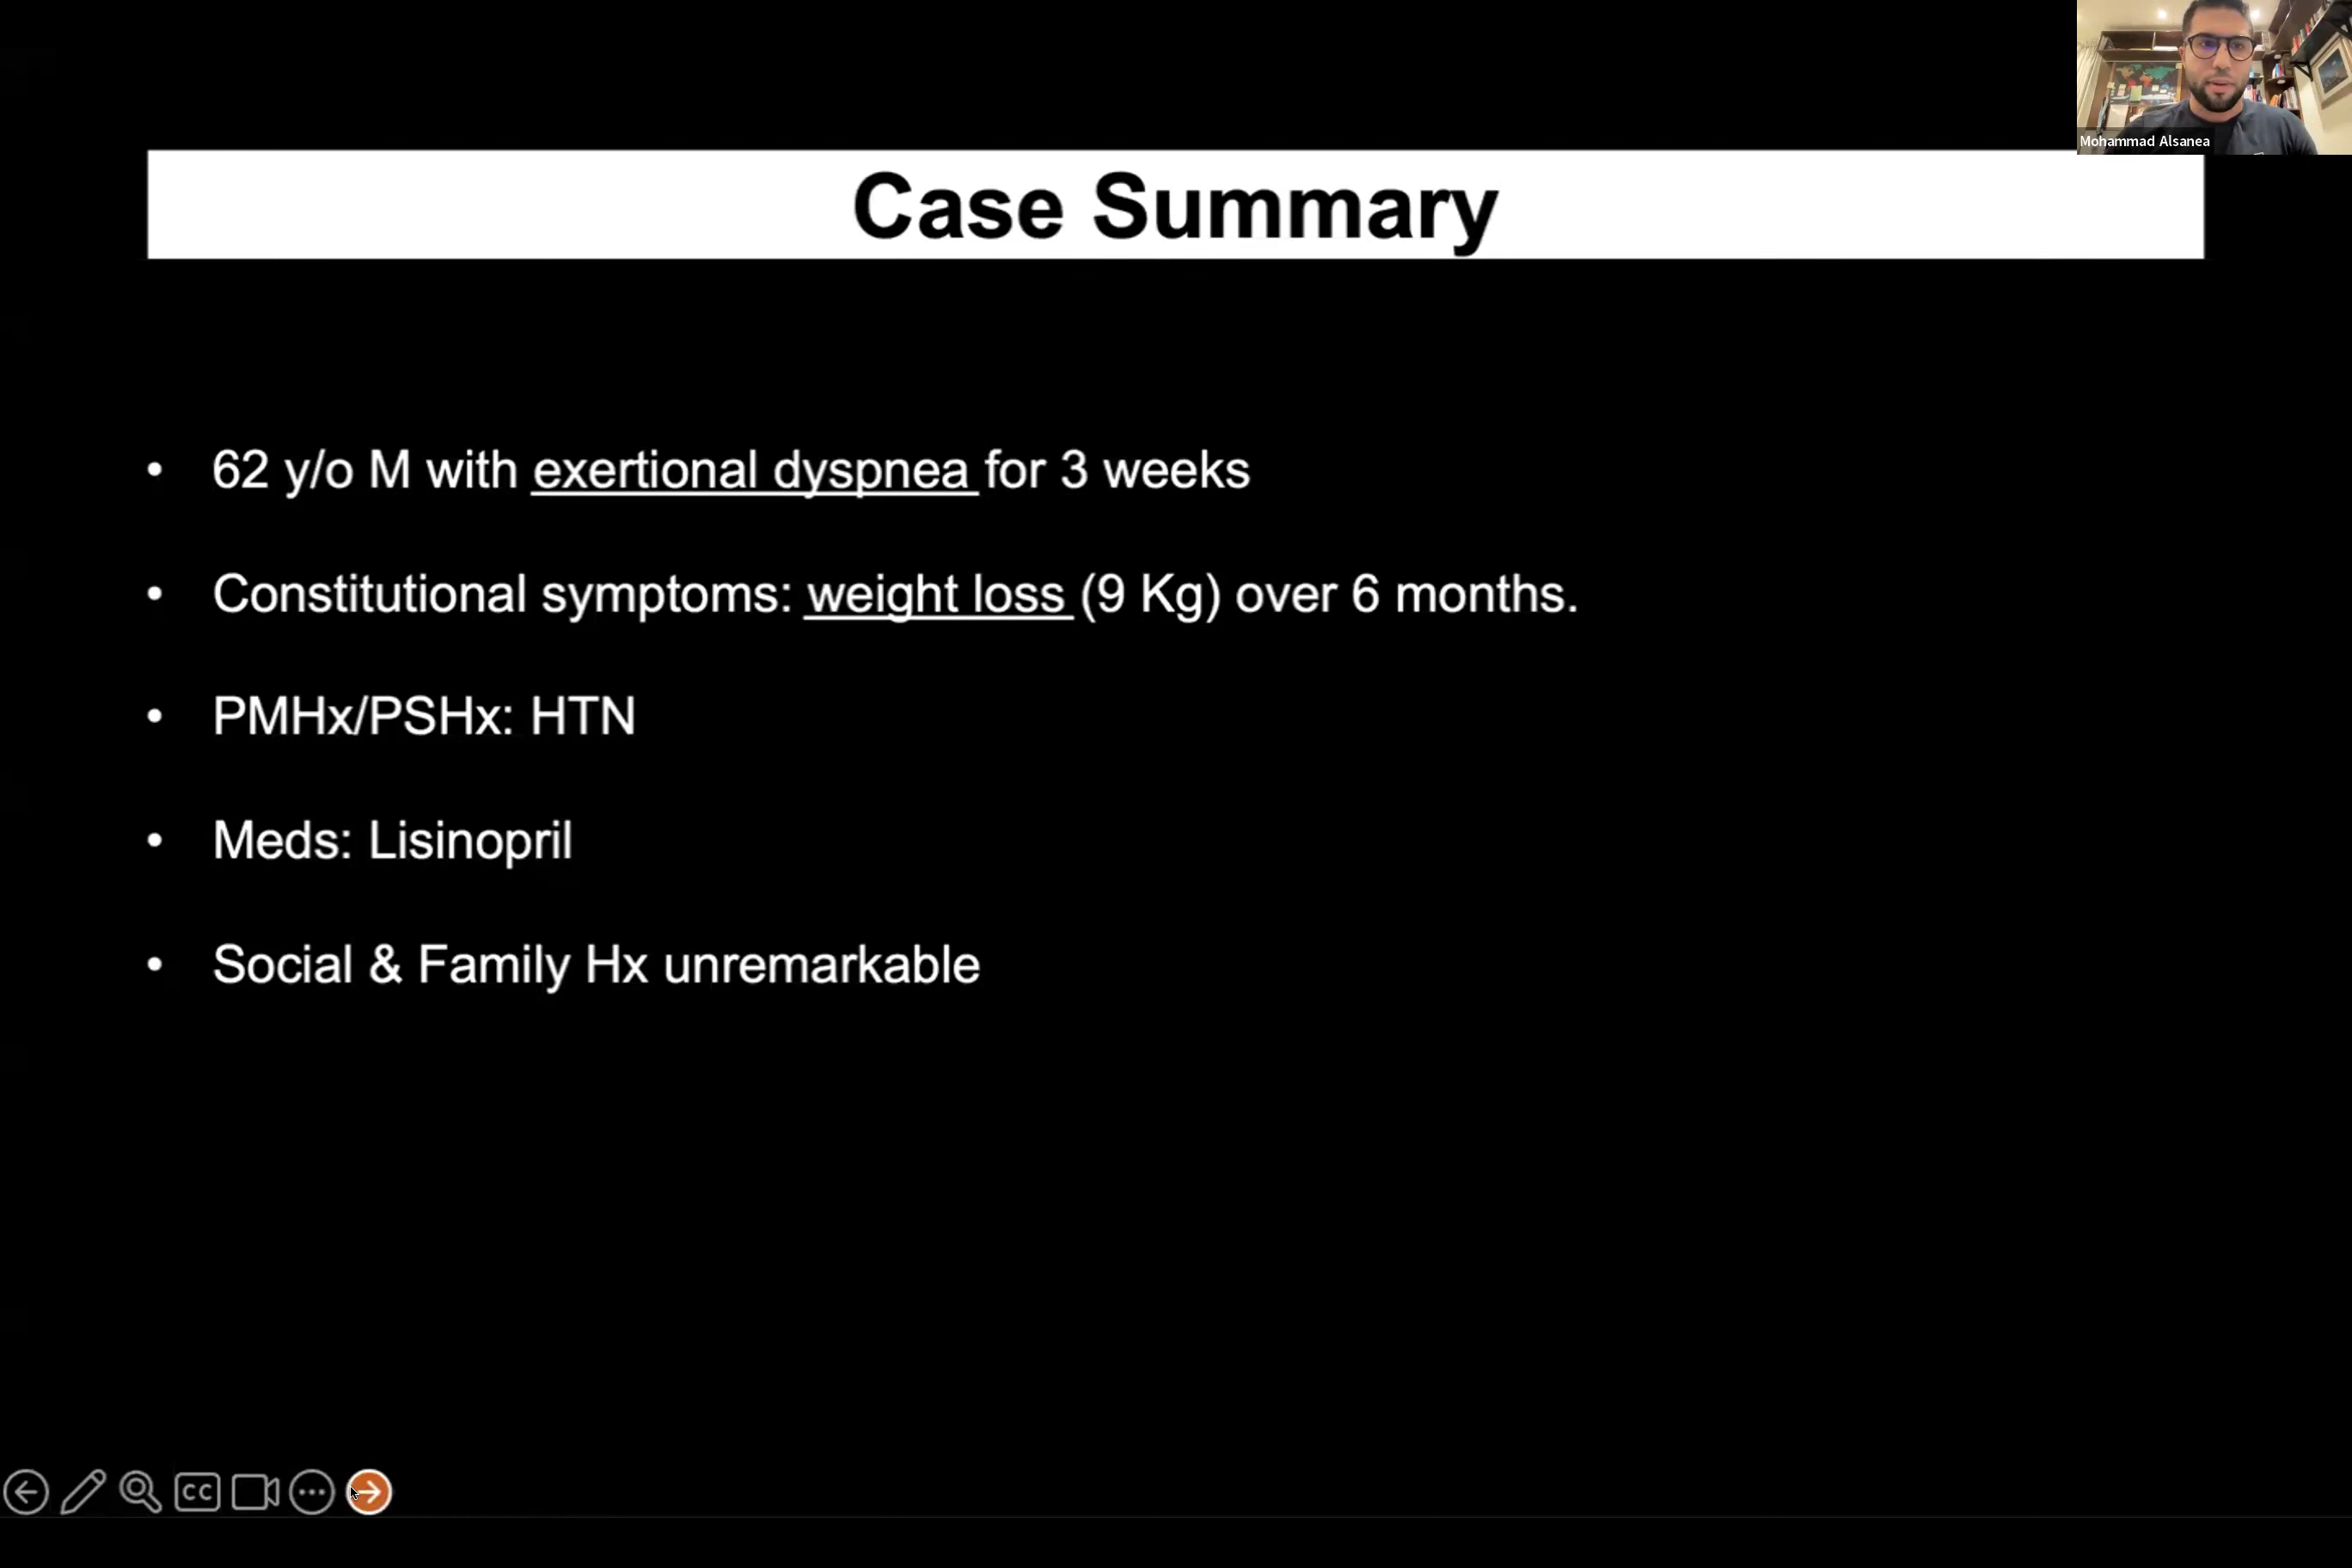 Mohammad Alsanea
Case Summary
• 62 y/o M with exertional dyspnea for 3 weeks
• Constitutional symptoms: weight loss (9 Kg) over 6 months.
• PMHx/PSHx: HTN
• Meds: Lisinopril
• Social & Family Hx unremarkable
CC